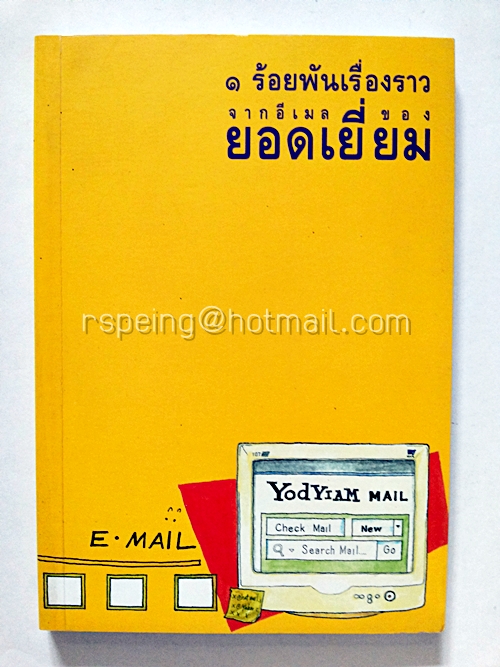 ๑ ร้อยพันเรื่องราว
จากอีเมล ของ
ยอดเยี่ยม
rspeing@hotmail.com
YODYIAM MAIL
Check Mail New
Search Mail... Go
E·MAIL